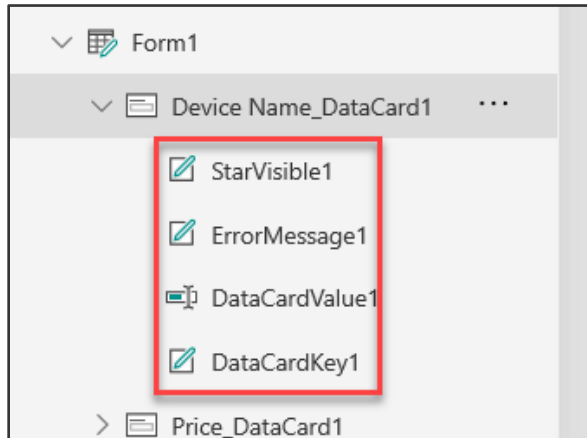 Form1
Device Name_DataCard1 ...
StarVisible1
ErrorMessage1
DataCardValue1
DataCardKey1
Price_DataCard1